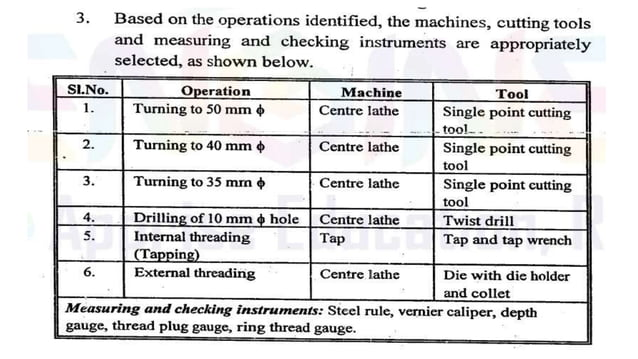 3. Based on the operations identified, the machines, cutting tools
and measuring and checking instruments are appropriately
selected, as shown below.
Sl.No. Operation Machine Tool
1. Turning to 50 mm ϕ Centre lathe Single point cutting
tool
2. Turning to 40 mm ϕ Centre lathe Single point cutting
tool
3. Turning to 35 mm ϕ Centre lathe Single point cutting
tool
4. Drilling of 10 mm ϕ hole Centre lathe Twist drill
5. Internal threading Tap Tap and tap wrench
(Tapping)
6. External threading Centre lathe Die with die holder
and collet
Measuring and checking instruments: Steel rule, vernier caliper, depth
gauge, thread plug gauge, ring thread gauge.